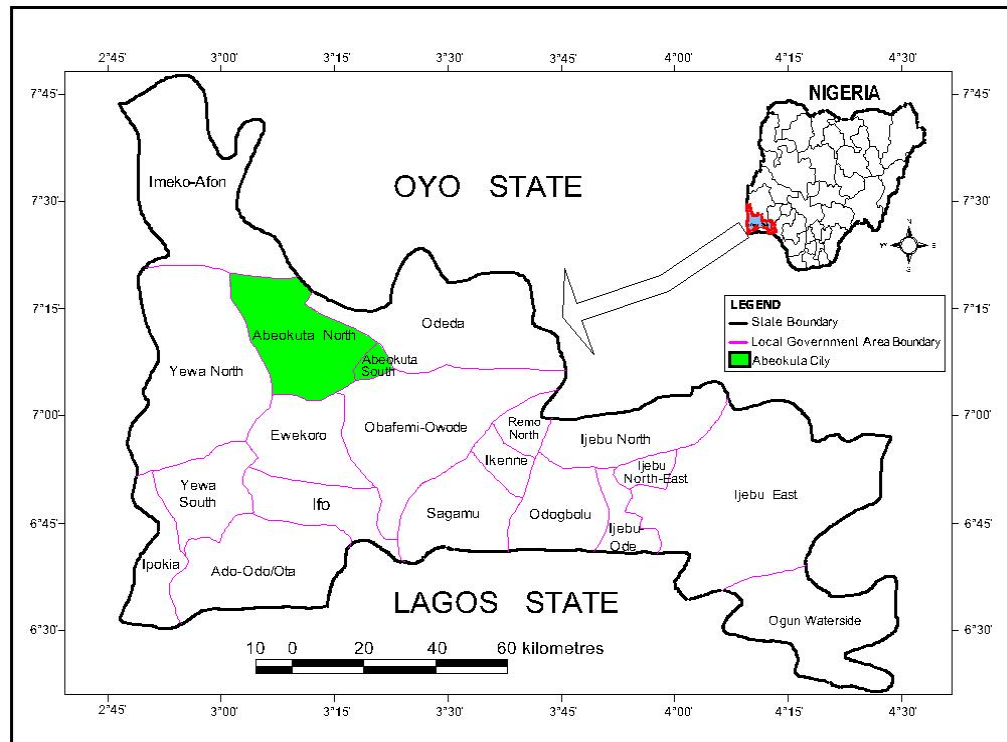 2°45'
3°00'
3°15'
3°30'
3°45'
4°00'
4°15'
4°30'
7°45'
7°45'
NIGERIA
Imeko-Afon
OYO STATE
7°30'
7°30'
N
W
E
S
7°15'
7°15'
LEGEND
State Boundary
Local Government Area Boundary
Abeokuta City
Odeda
Abeokuta North
Abeokuta
South
Yewa North
7°00'
7°00'
Ewekoro
Obafemi-Owode
Remo
North
Ijebu North
Ikenne
Ijebu
North-East
Yewa
South
Ijebu East
Ifo
Sagamu
Odogbolu
6°45'
6°45'
Ijebu-
Ode
Ipokia
Ado-Odo/Ota
LAGOS STATE
Ogun Waterside
6°30'
6°30'
10 0 20 40 60 kilometres
2°45'
3°00'
3°15'
3°30'
3°45'
4°00'
4°15'
4°30'